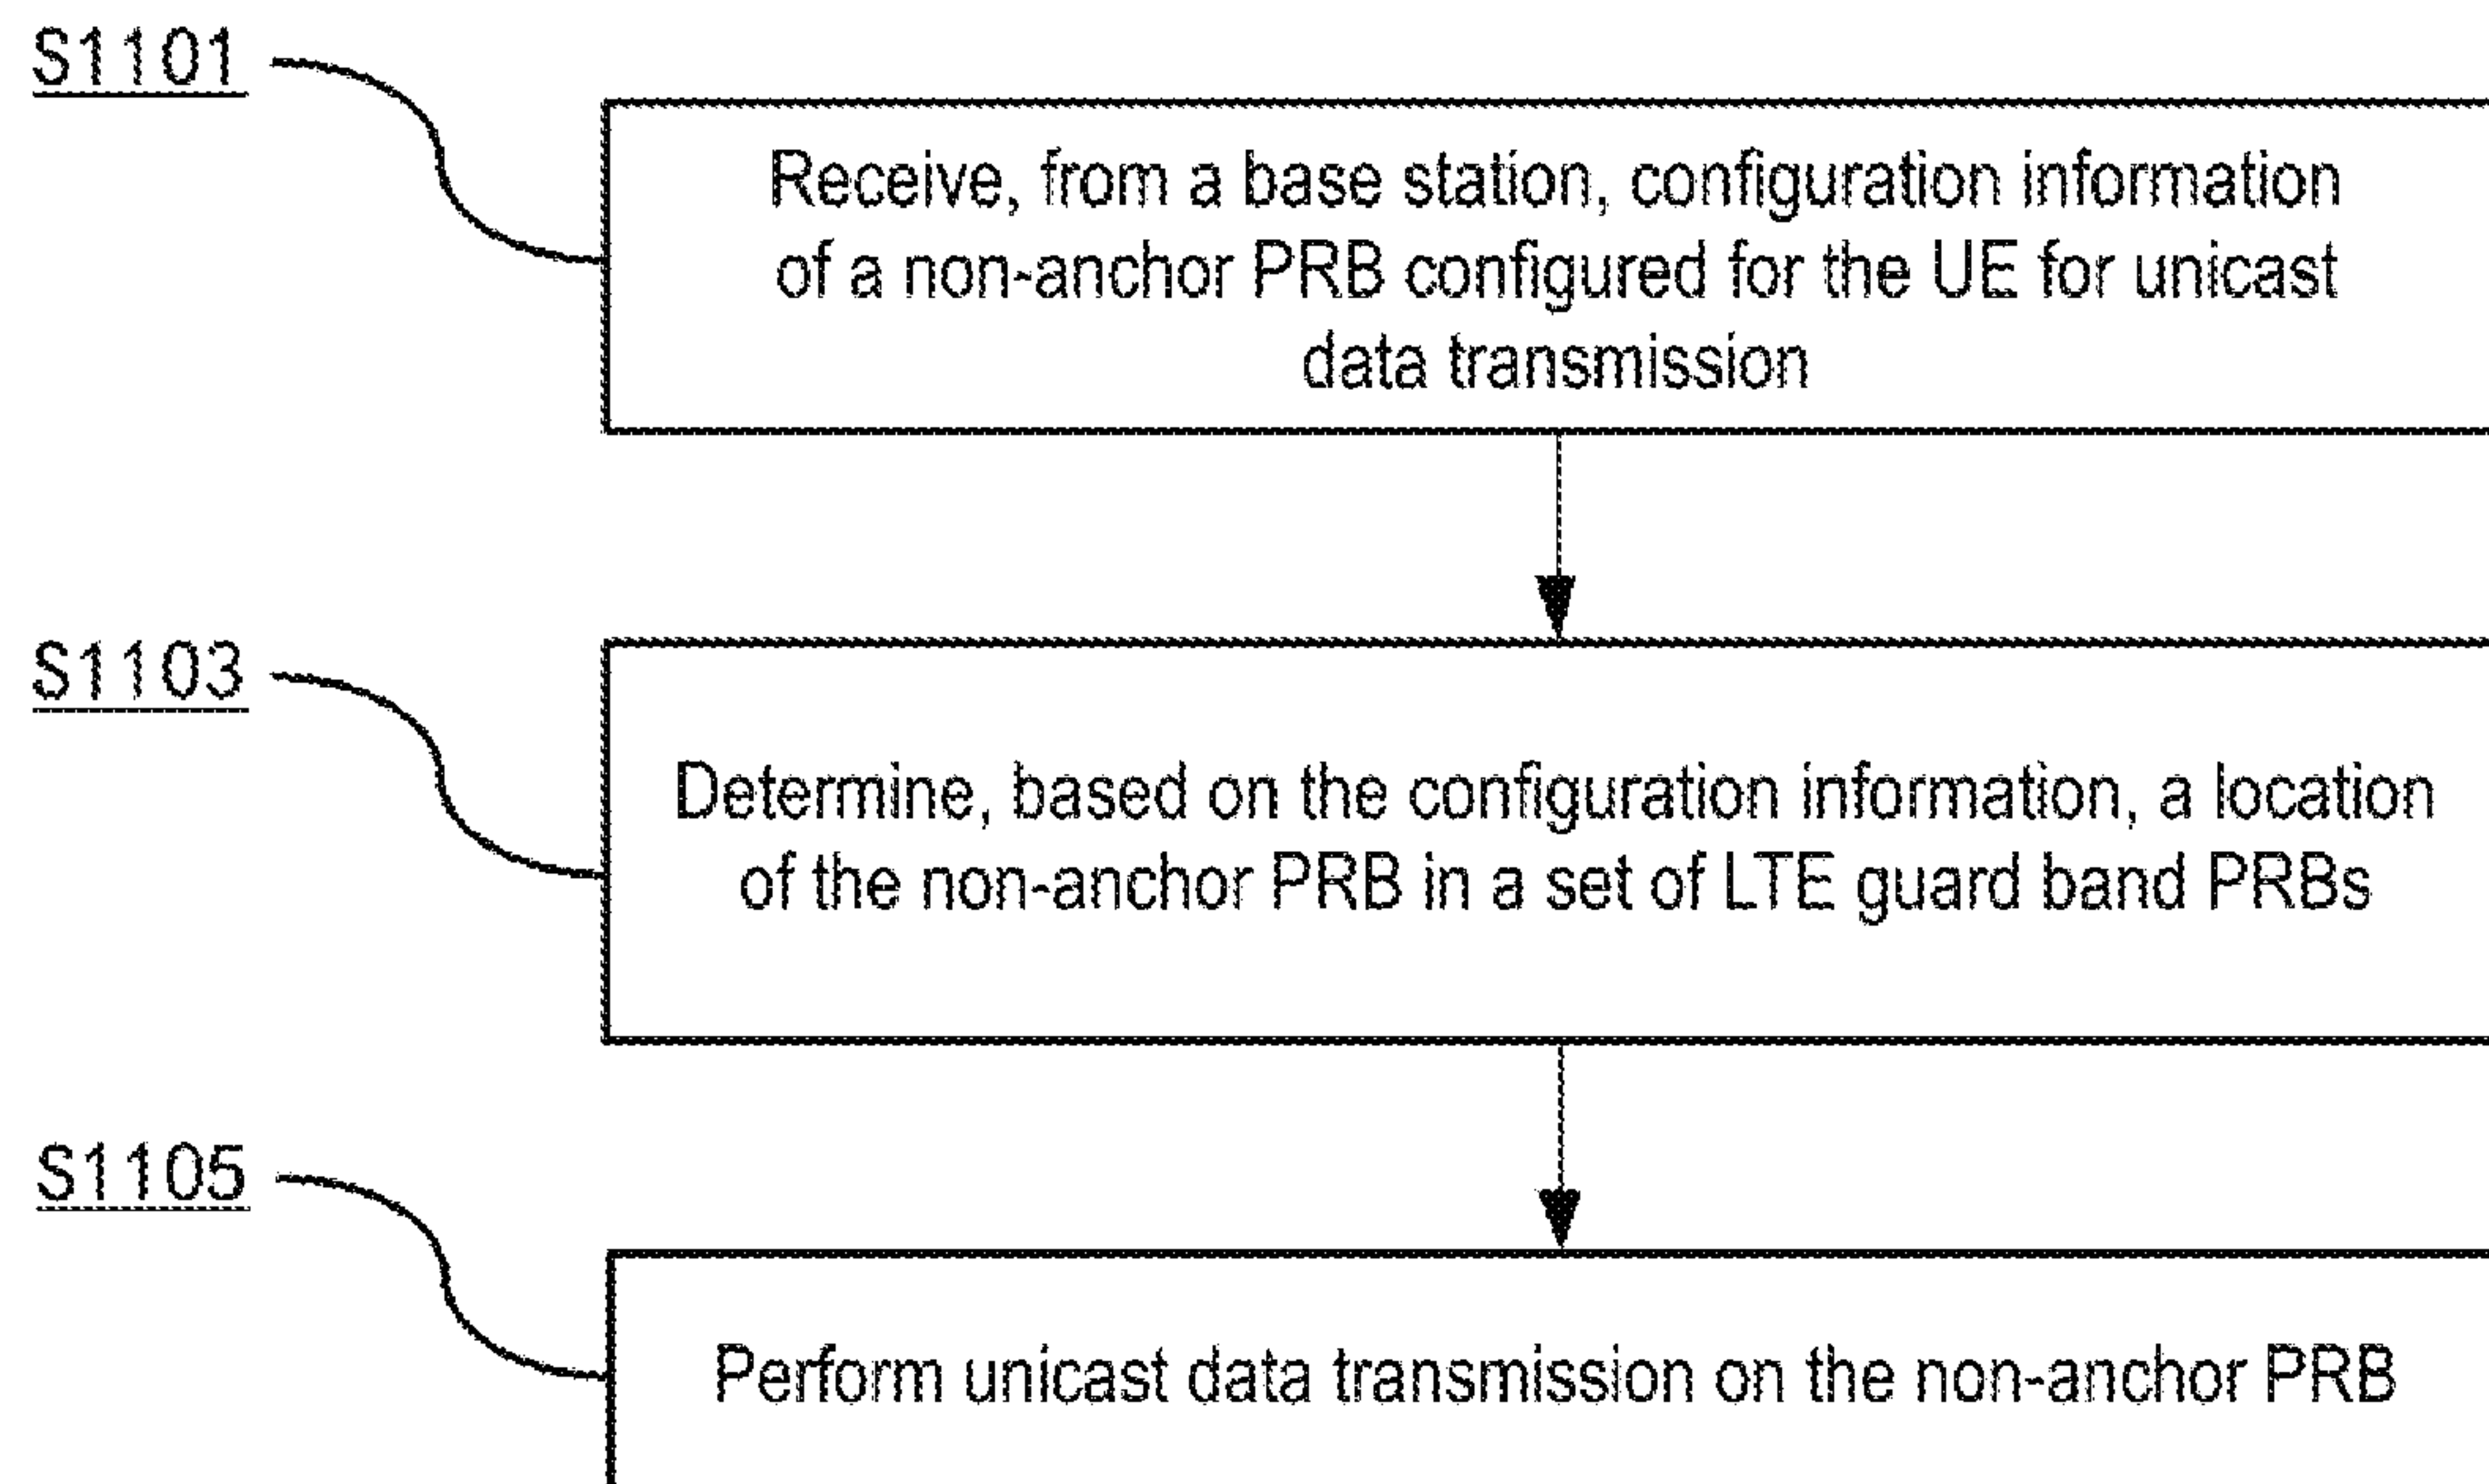 S1101
Receive, from a base station, configuration information
of a non-anchor PRB configured for the UE for unicast
data transmission
S1103
Determine, based on the configuration information, a location
of the non-anchor PRB in a set of LTE guard band PRBs
S1105
Perform unicast data transmission on the non-anchor PRB